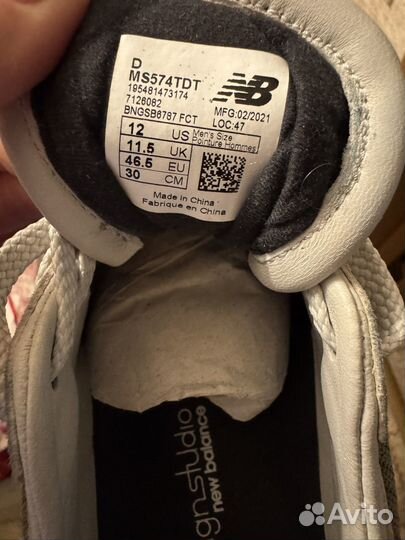 D
MS574TDT
195481473174
7126082
BNGSB6787 FCT
NB
MFG:02/2021
LOC:47
12 US Men's Size Pointure Hommes
11.5 UK
46.5 EU
30 CM
Made in China
Fabriqué en Chine
new balance
Avito